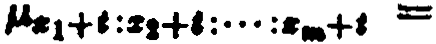 μx₁+t:x₂+t:⋯:xₘ+t =